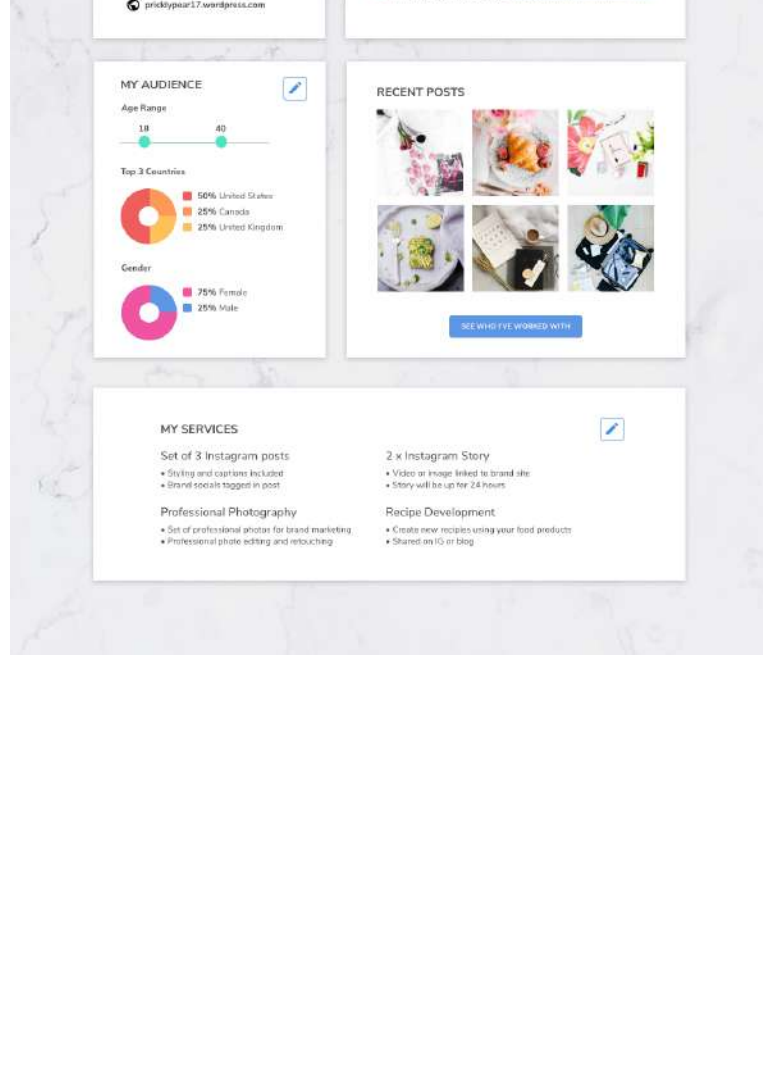 pricklypear17.wordpress.com
MY AUDIENCE
Age Range
18 40
Top 3 Countries
50% United States
25% Canada
25% United Kingdom
Gender
75% Female
25% Male
RECENT POSTS
SEE WHO I'VE WORKED WITH
MY SERVICES
Set of 3 Instagram posts
• Styling and captions included
• Brand socials tagged in post
2 x Instagram Story
• Video or image linked to brand site
• Story will be up for 24 hours
Professional Photography
• Set of professional photos for brand marketing
• Professional photo editing and retouching
Recipe Development
• Create new recipies using your food products
• Shared on IG or blog